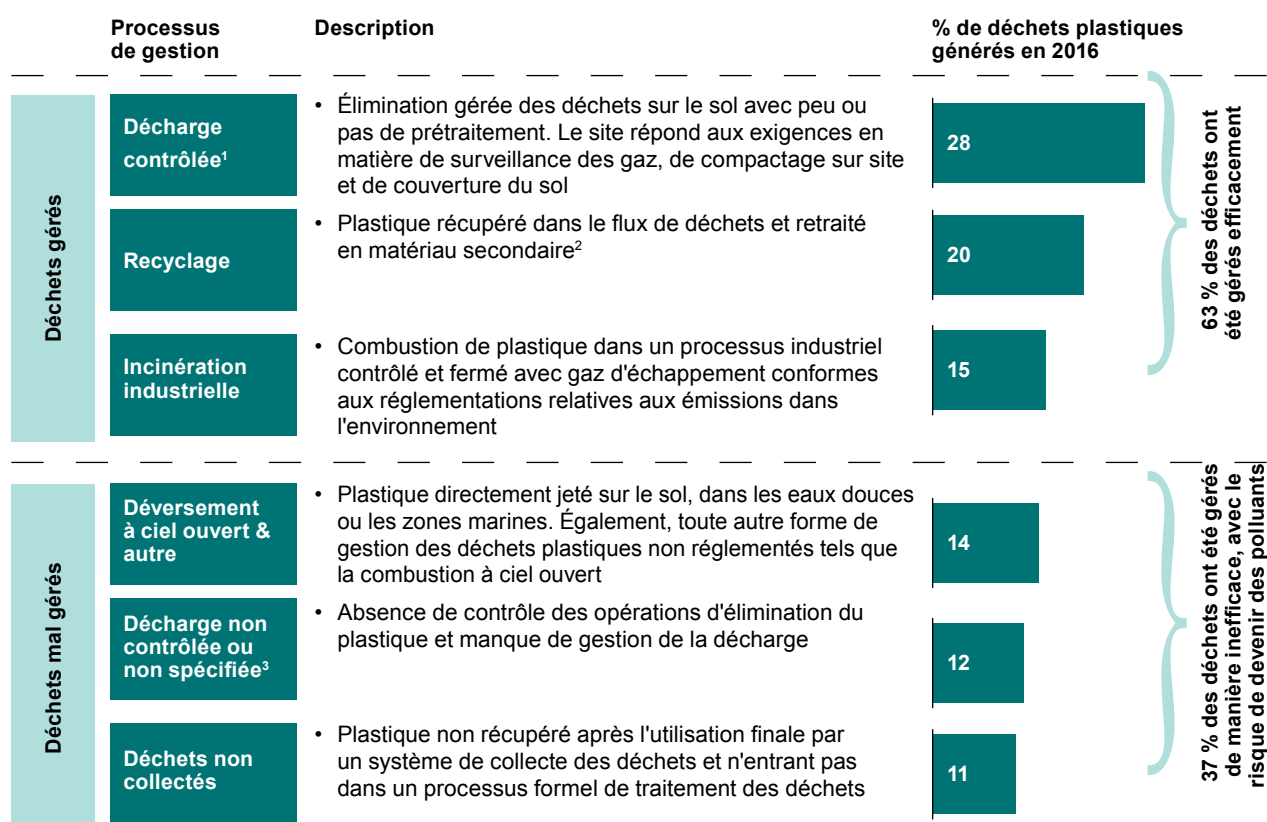 Processus
de gestion
Description
% de déchets plastiques
générés en 2016
Déchets gérés
Décharge
contrôlée¹
• Élimination gérée des déchets sur le sol avec peu ou
pas de prétraitement. Le site répond aux exigences en
matière de surveillance des gaz, de compactage sur site
et de couverture du sol
28
Recyclage
• Plastique récupéré dans le flux de déchets et retraité
en matériau secondaire²
20
Incinération
industrielle
• Combustion de plastique dans un processus industriel
contrôlé et fermé avec gaz d'échappement conformes
aux réglementations relatives aux émissions dans
l'environnement
15
63 % des déchets ont
été gérés efficacement
Déchets mal gérés
Déversement
à ciel ouvert &
autre
• Plastique directement jeté sur le sol, dans les eaux douces
ou les zones marines. Également, toute autre forme de
gestion des déchets plastiques non réglementés tels que
la combustion à ciel ouvert
14
Décharge non
contrôlée ou
non spécifiée³
• Absence de contrôle des opérations d'élimination du
plastique et manque de gestion de la décharge
12
Déchets non
collectés
• Plastique non récupéré après l'utilisation finale par
un système de collecte des déchets et n'entrant pas
dans un processus formel de traitement des déchets
11
37 % des déchets ont été gérés
de manière inefficace, avec le
risque de devenir des polluants